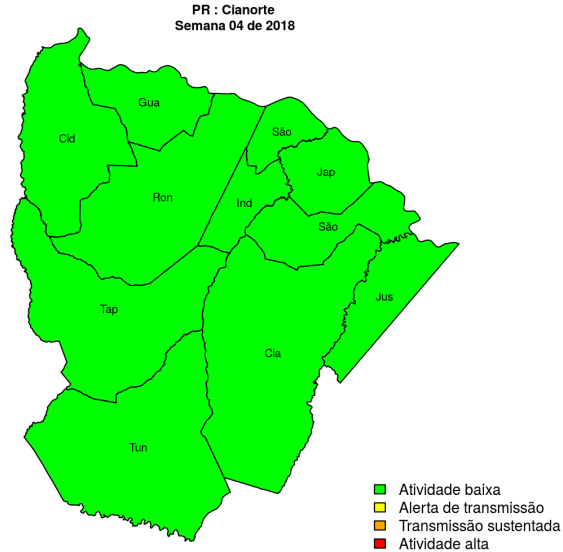 PR : Cianorte
Semana 04 de 2018
Gua
Cid
São
Jap
Ron
Ind
São
Jus
Tap
Cia
Tun
Atividade baixa
Alerta de transmissão
Transmissão sustentada
Atividade alta